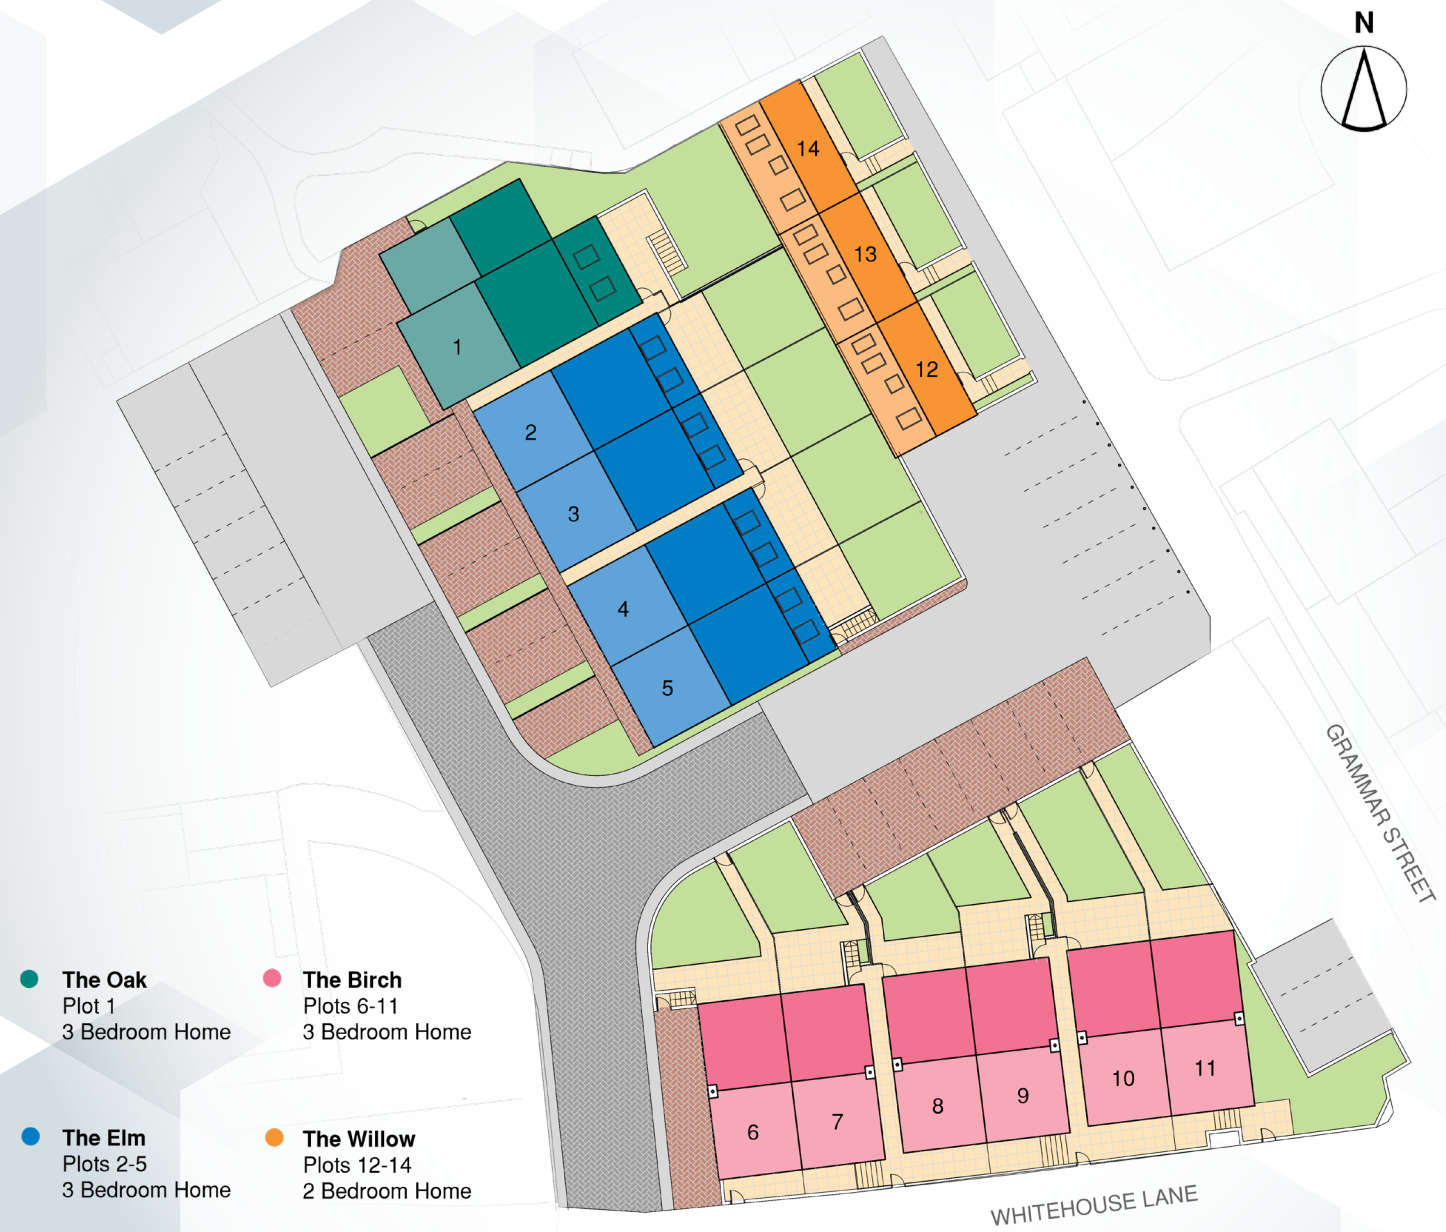 N
14
13
12
1
2
3
4
5
GRAMMAR STREET
6
7
8
9
10
11
The Oak
Plot 1
3 Bedroom Home
The Birch
Plots 6-11
3 Bedroom Home
The Elm
Plots 2-5
3 Bedroom Home
The Willow
Plots 12-14
2 Bedroom Home
WHITEHOUSE LANE